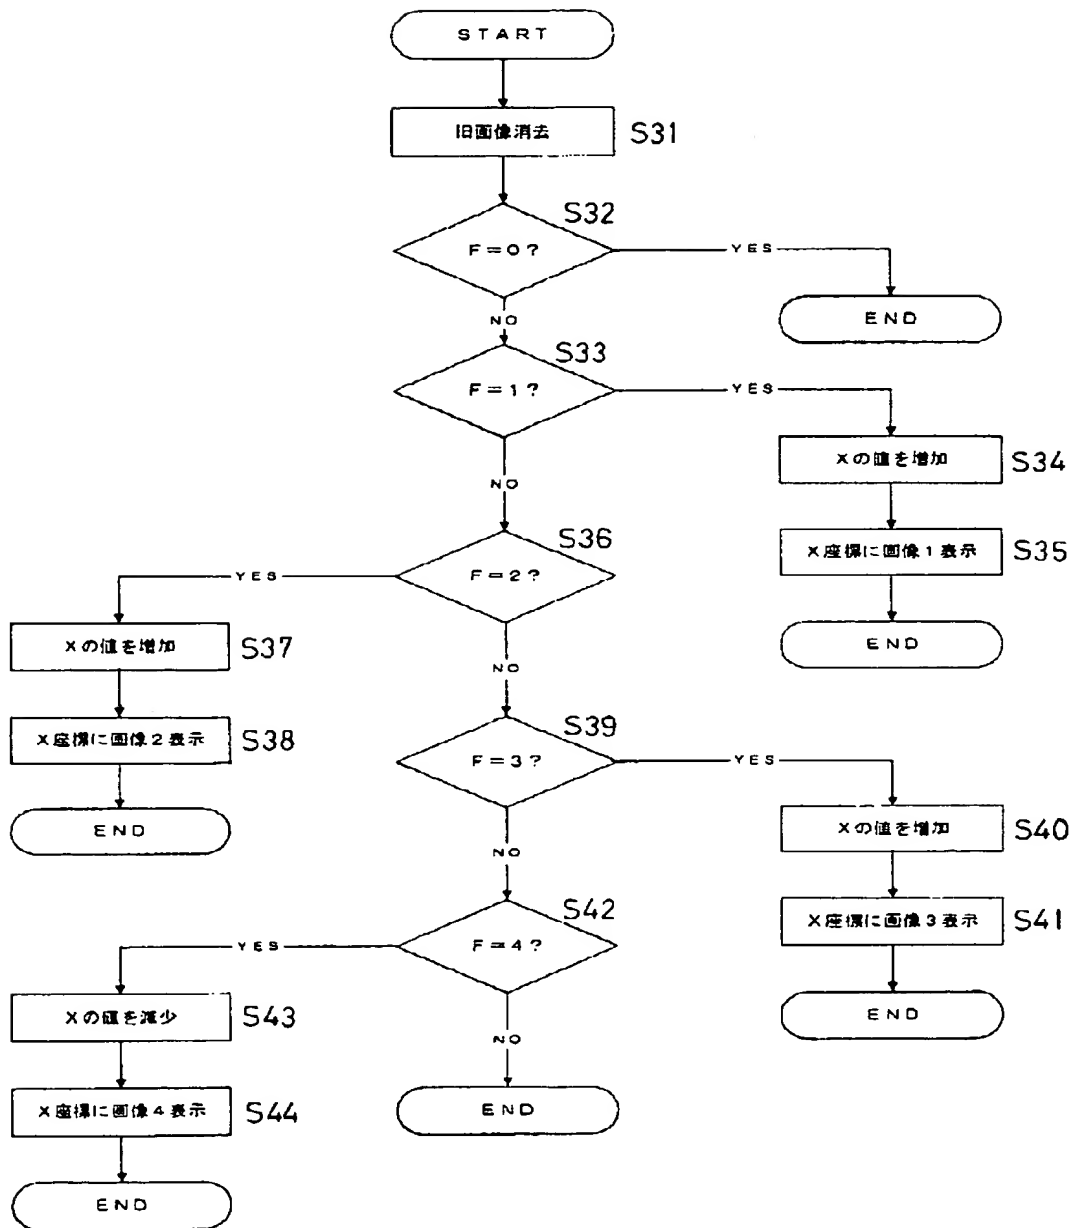 START
旧画像消去
S31
S32
F=0?
YES
END
NO
S33
F=1?
YES
Xの値を増加
S34
NO
X座標に画像1表示
S35
S36
F=2?
YES
END
Xの値を増加
S37
NO
X座標に画像2表示
S38
S39
F=3?
YES
END
Xの値を増加
S40
NO
X座標に画像3表示
S41
S42
F=4?
YES
END
Xの値を減少
S43
NO
X座標に画像4表示
S44
END
END